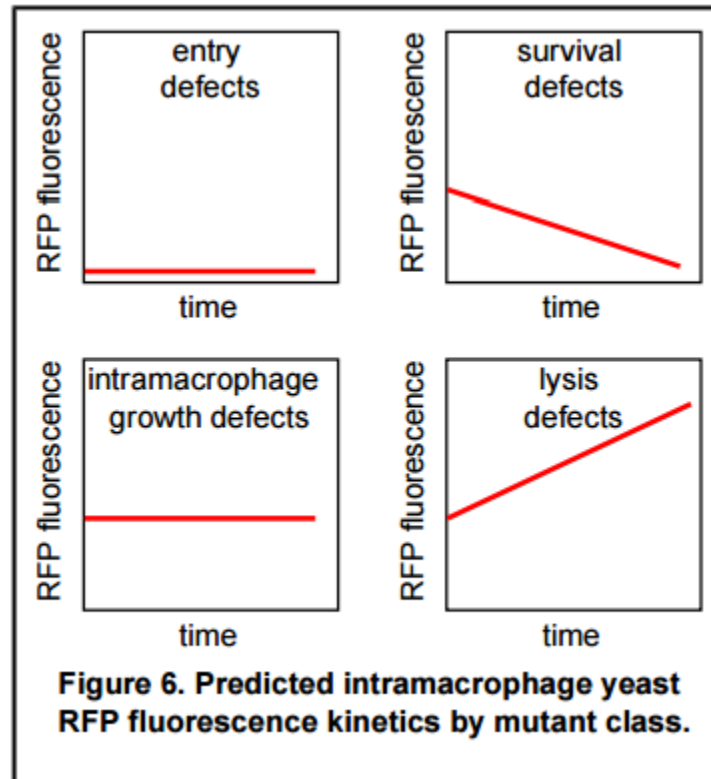 RFP fluorescence
entry
defects
time
RFP fluorescence
survival
defects
time
RFP fluorescence
intramacrophage
growth defects
time
RFP fluorescence
lysis
defects
time
Figure 6. Predicted intramacrophage yeast
RFP fluorescence kinetics by mutant class.